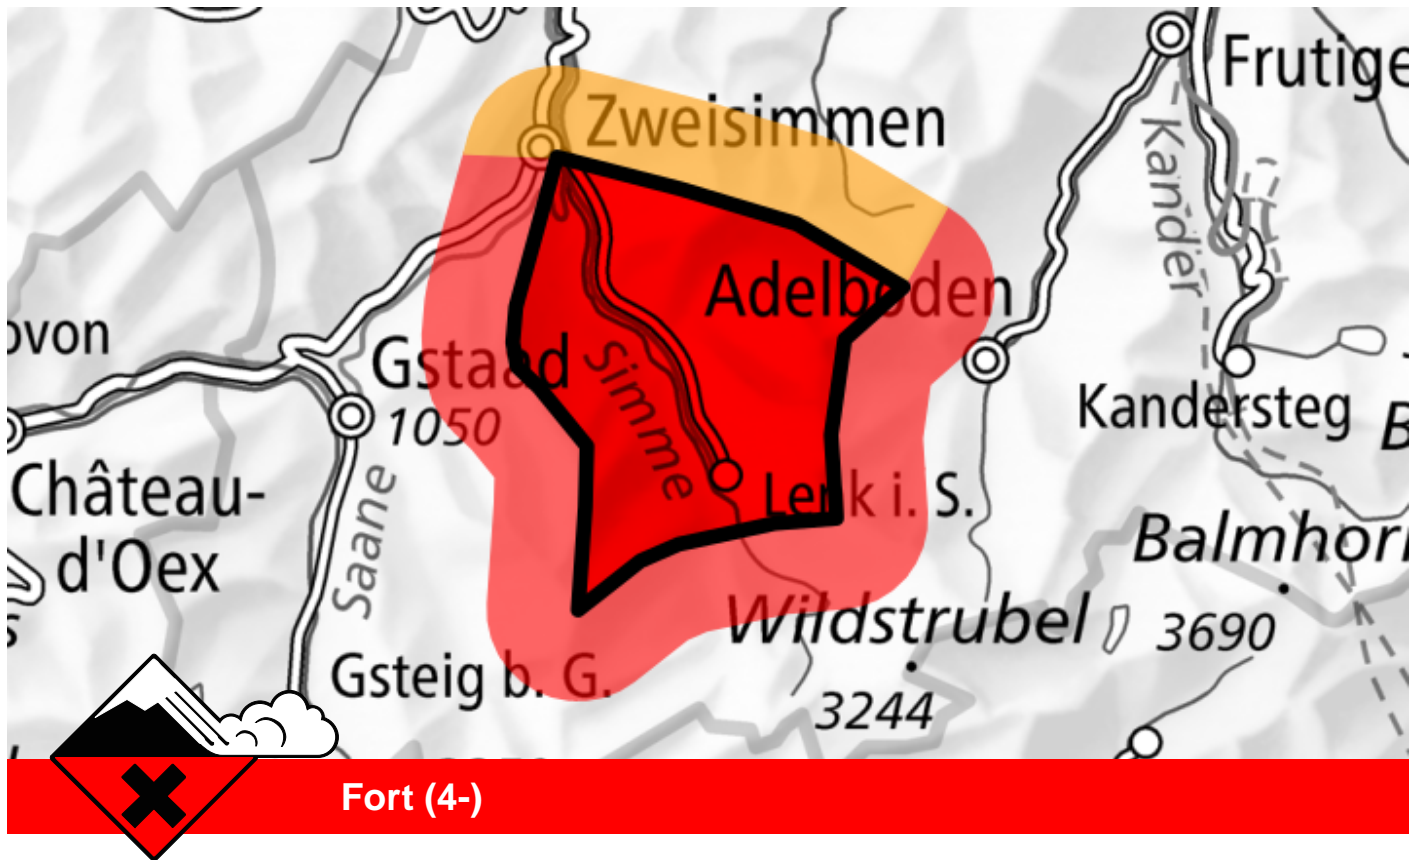 Frutige
Zweisimmen
Kander
Adelboden
ovon
Gstaad
1050
Simme
Kandersteg
B
Château-
d'Oex
Saane
Lenk i. S.
Balmhor
Wildstrubel
3690
s
Gsteig b. G.
3244
Fort (4-)